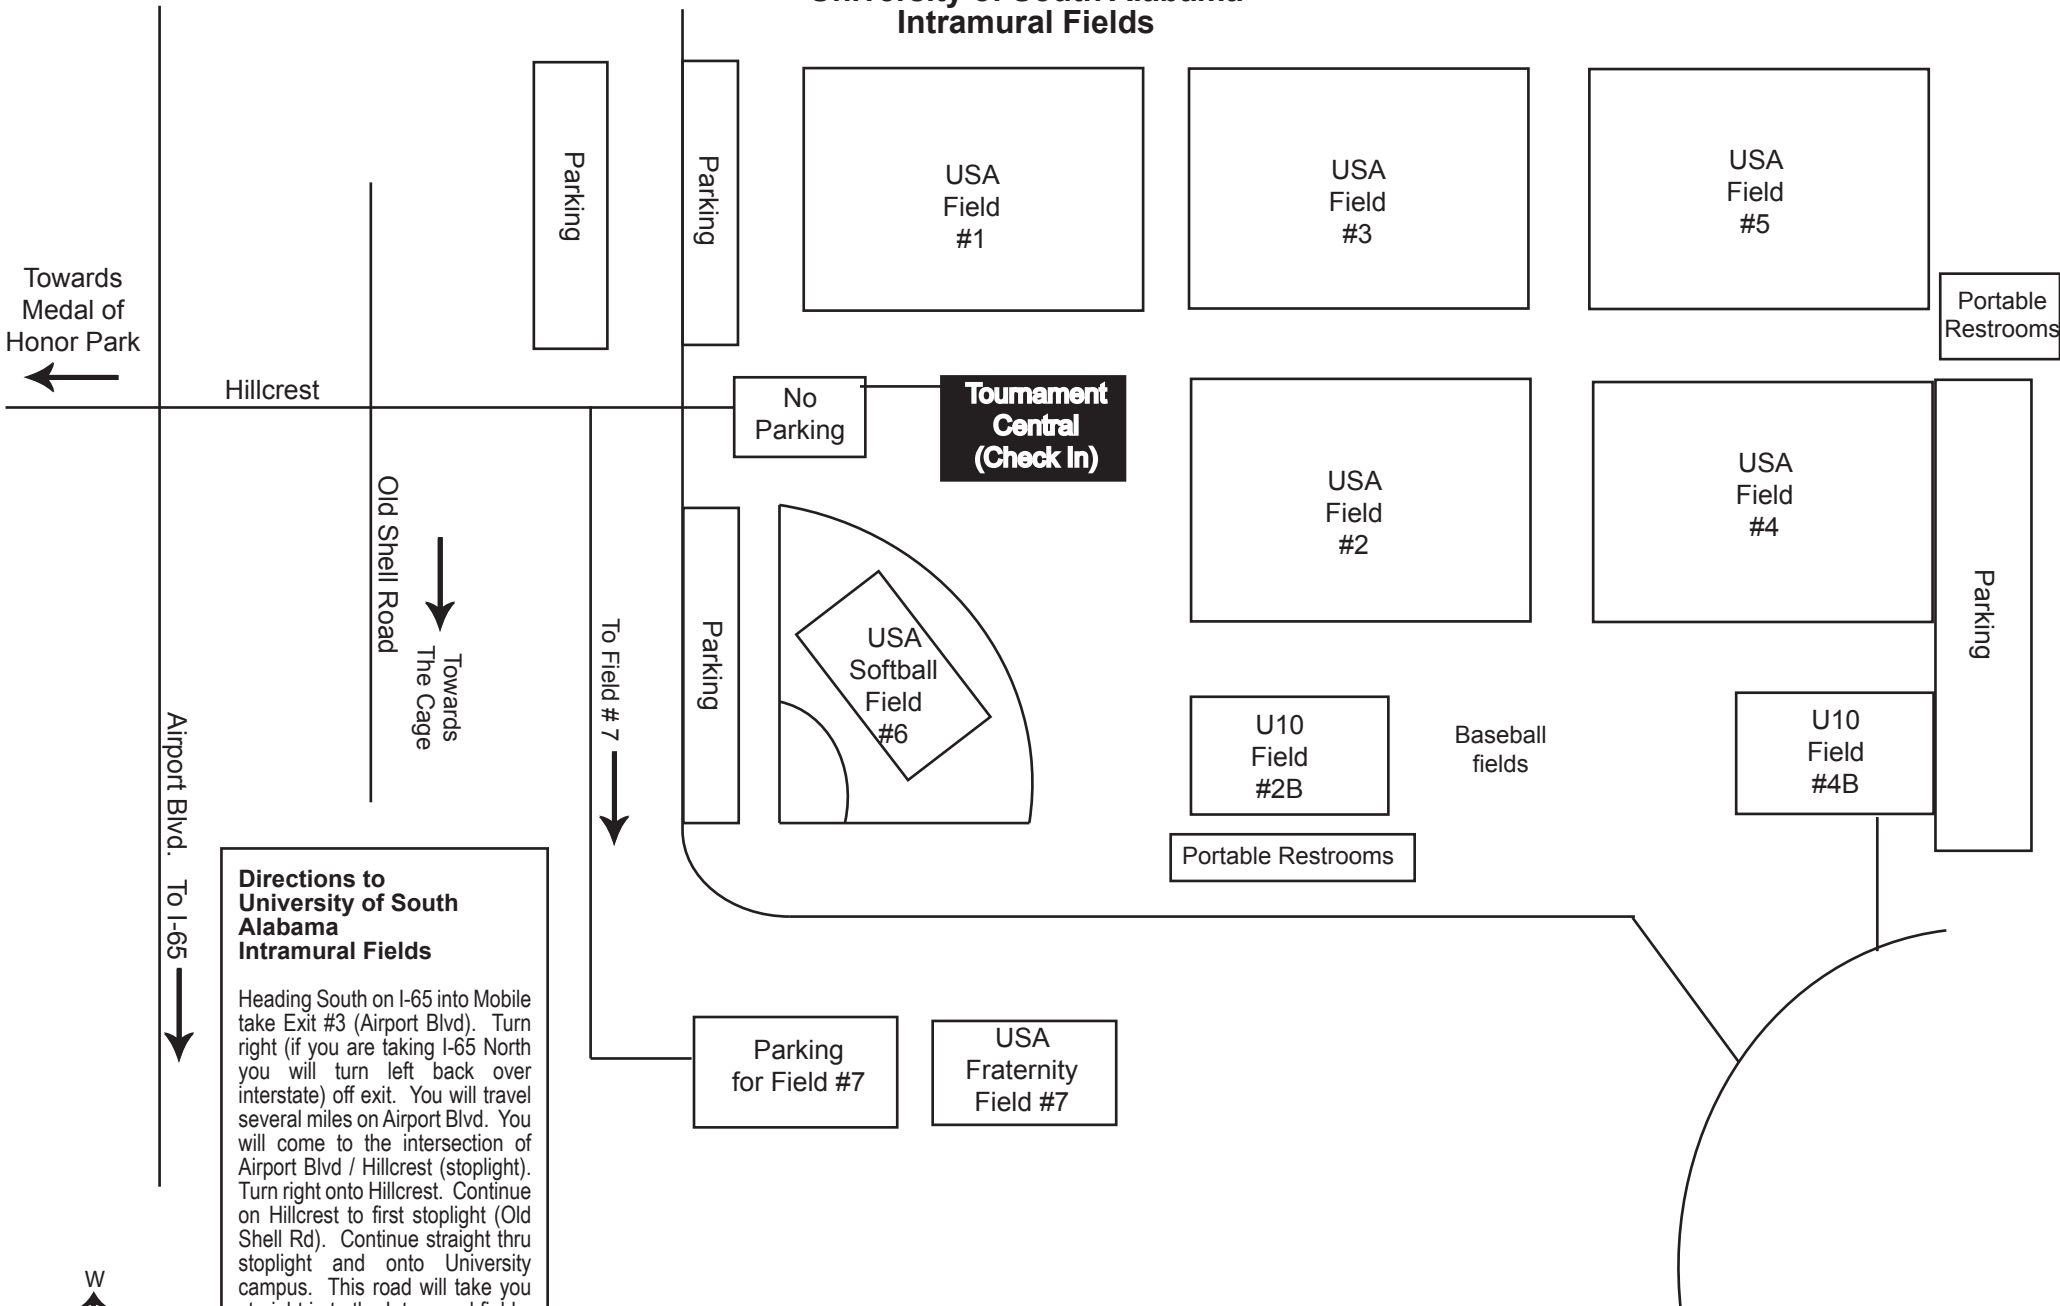 University of South Alabama
Intramural Fields
Parking
Parking
USA
Field
#1
USA
Field
#3
USA
Field
#5
Portable
Restrooms
Towards
Medal of
Honor Park
Hillcrest
No
Parking
Tournament
Central
(Check In)
USA
Field
#2
USA
Field
#4
Parking
Old Shell Road
Towards
The Cage
To Field # 7
Parking
USA
Softball
Field
#6
U10
Field
#2B
Baseball
fields
U10
Field
#4B
Portable Restrooms
Airport Blvd. To I-65
Directions to
University of South
Alabama
Intramural Fields
Heading South on I-65 into Mobile
take Exit #3 (Airport Blvd). Turn
right (if you are taking I-65 North
you will turn left back over
interstate) off exit. You will travel
several miles on Airport Blvd. You
will come to the intersection of
Airport Blvd / Hillcrest (stoplight).
Turn right onto Hillcrest. Continue
on Hillcrest to first stoplight (Old
Shell Rd). Continue straight thru
stoplight and onto University
campus. This road will take you
Parking
for Field #7
USA
Fraternity
Field #7
W